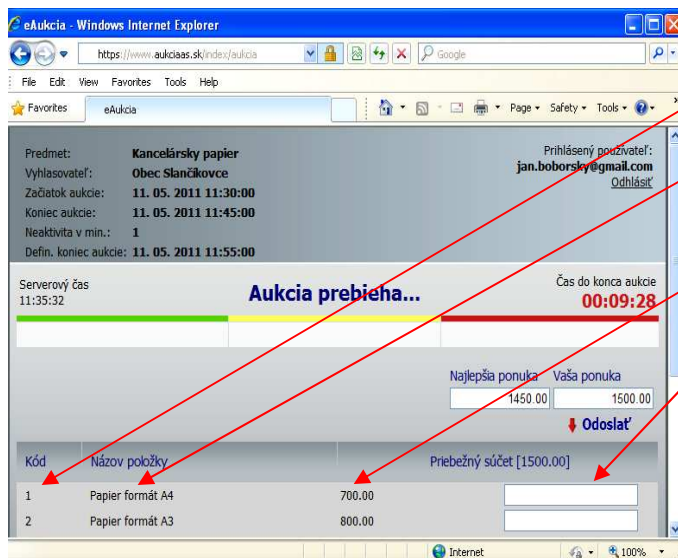 eAukcia - Windows Internet Explorer
https://www.aukciaas.sk/index/aukcia
Google
File Edit View Favorites Tools Help
Favorites
eAukcia
Page Safety Tools
Predmet: Kancelársky papier
Vyhlasovateľ: Obec Slančíkovce
Začiatok aukcie: 11. 05. 2011 11:30:00
Koniec aukcie: 11. 05. 2011 11:45:00
Neaktivita v min.: 1
Defin. koniec aukcie: 11. 05. 2011 11:55:00
Prihlásený používateľ:
jan.boborsky@gmail.com
Odhlásiť
Serverový čas
11:35:32
Aukcia prebieha...
Čas do konca aukcie
00:09:28
Najlepšia ponuka Vaša ponuka
1450.00 1500.00
Odoslať
Kód Názov položky Priebežný súčet [1500.00]
1 Papier formát A4 700.00
2 Papier formát A3 800.00
Internet 100%